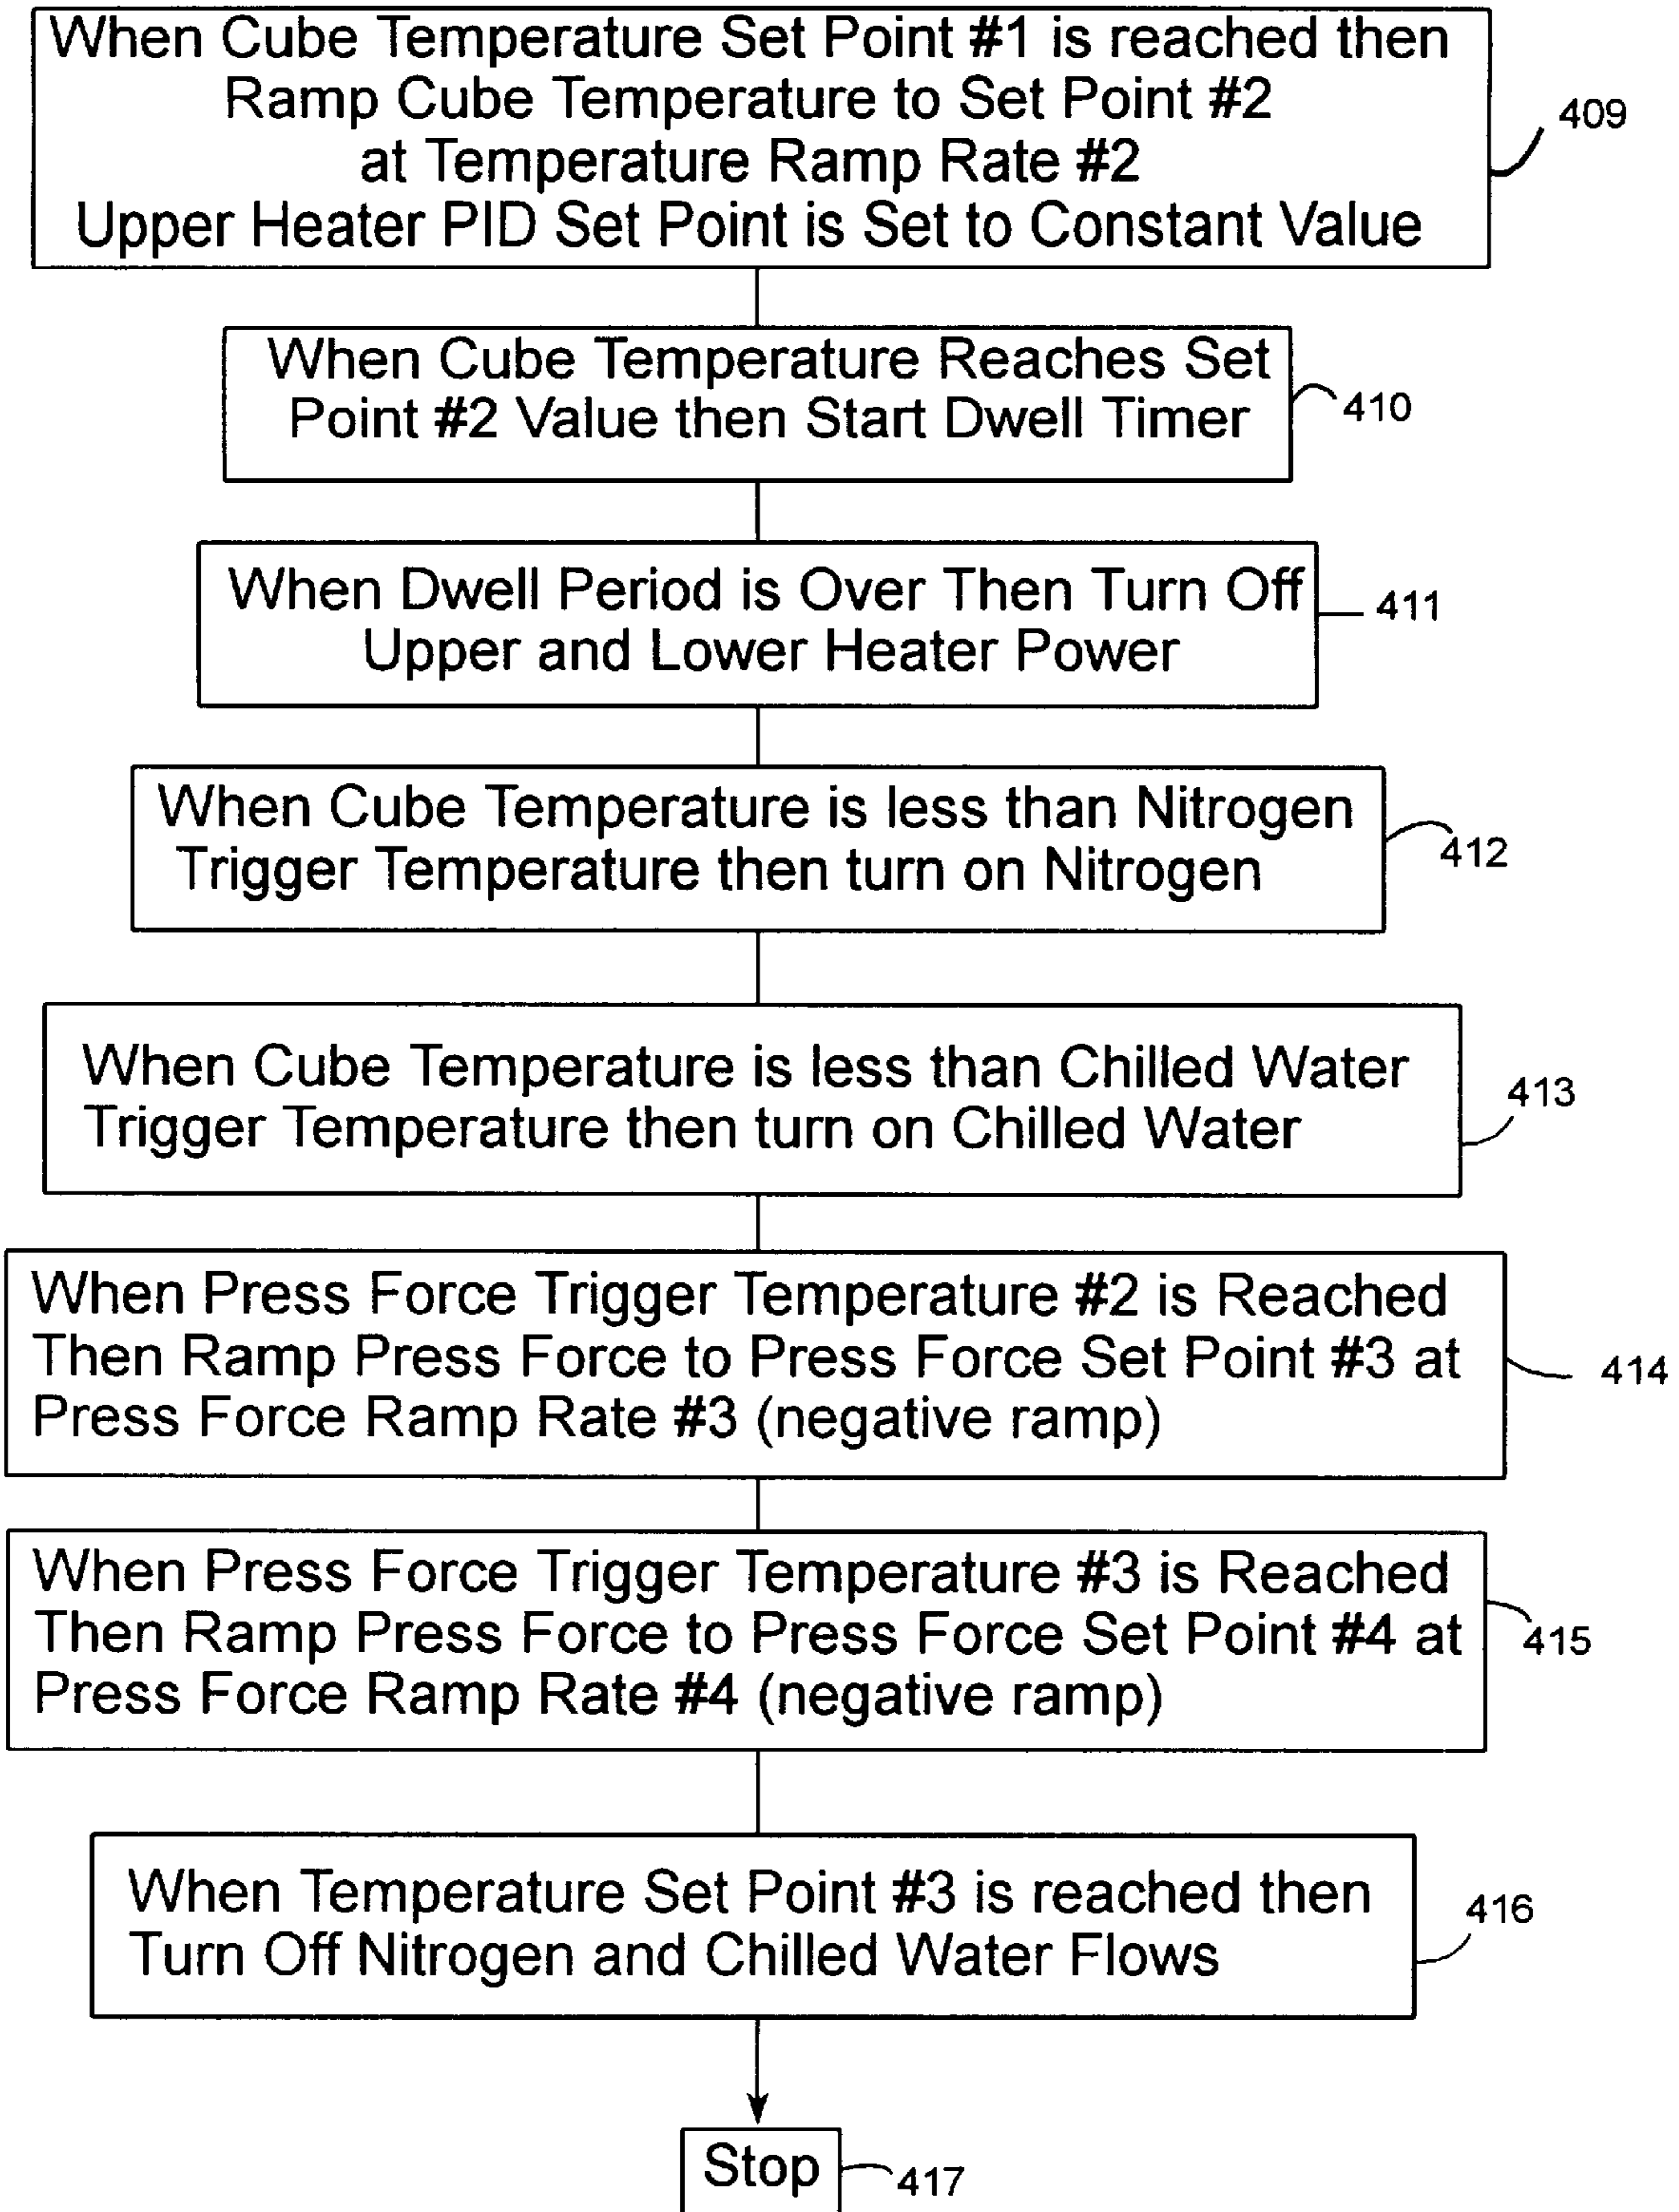 When Cube Temperature Set Point #1 is reached then
Ramp Cube Temperature to Set Point #2
at Temperature Ramp Rate #2
Upper Heater PID Set Point is Set to Constant Value
409
When Cube Temperature Reaches Set
Point #2 Value then Start Dwell Timer
410
When Dwell Period is Over Then Turn Off
Upper and Lower Heater Power
411
When Cube Temperature is less than Nitrogen
Trigger Temperature then turn on Nitrogen
412
When Cube Temperature is less than Chilled Water
Trigger Temperature then turn on Chilled Water
413
When Press Force Trigger Temperature #2 is Reached
Then Ramp Press Force to Press Force Set Point #3 at
Press Force Ramp Rate #3 (negative ramp)
414
When Press Force Trigger Temperature #3 is Reached
Then Ramp Press Force to Press Force Set Point #4 at
Press Force Ramp Rate #4 (negative ramp)
415
When Temperature Set Point #3 is reached then
Turn Off Nitrogen and Chilled Water Flows
416
Stop
417